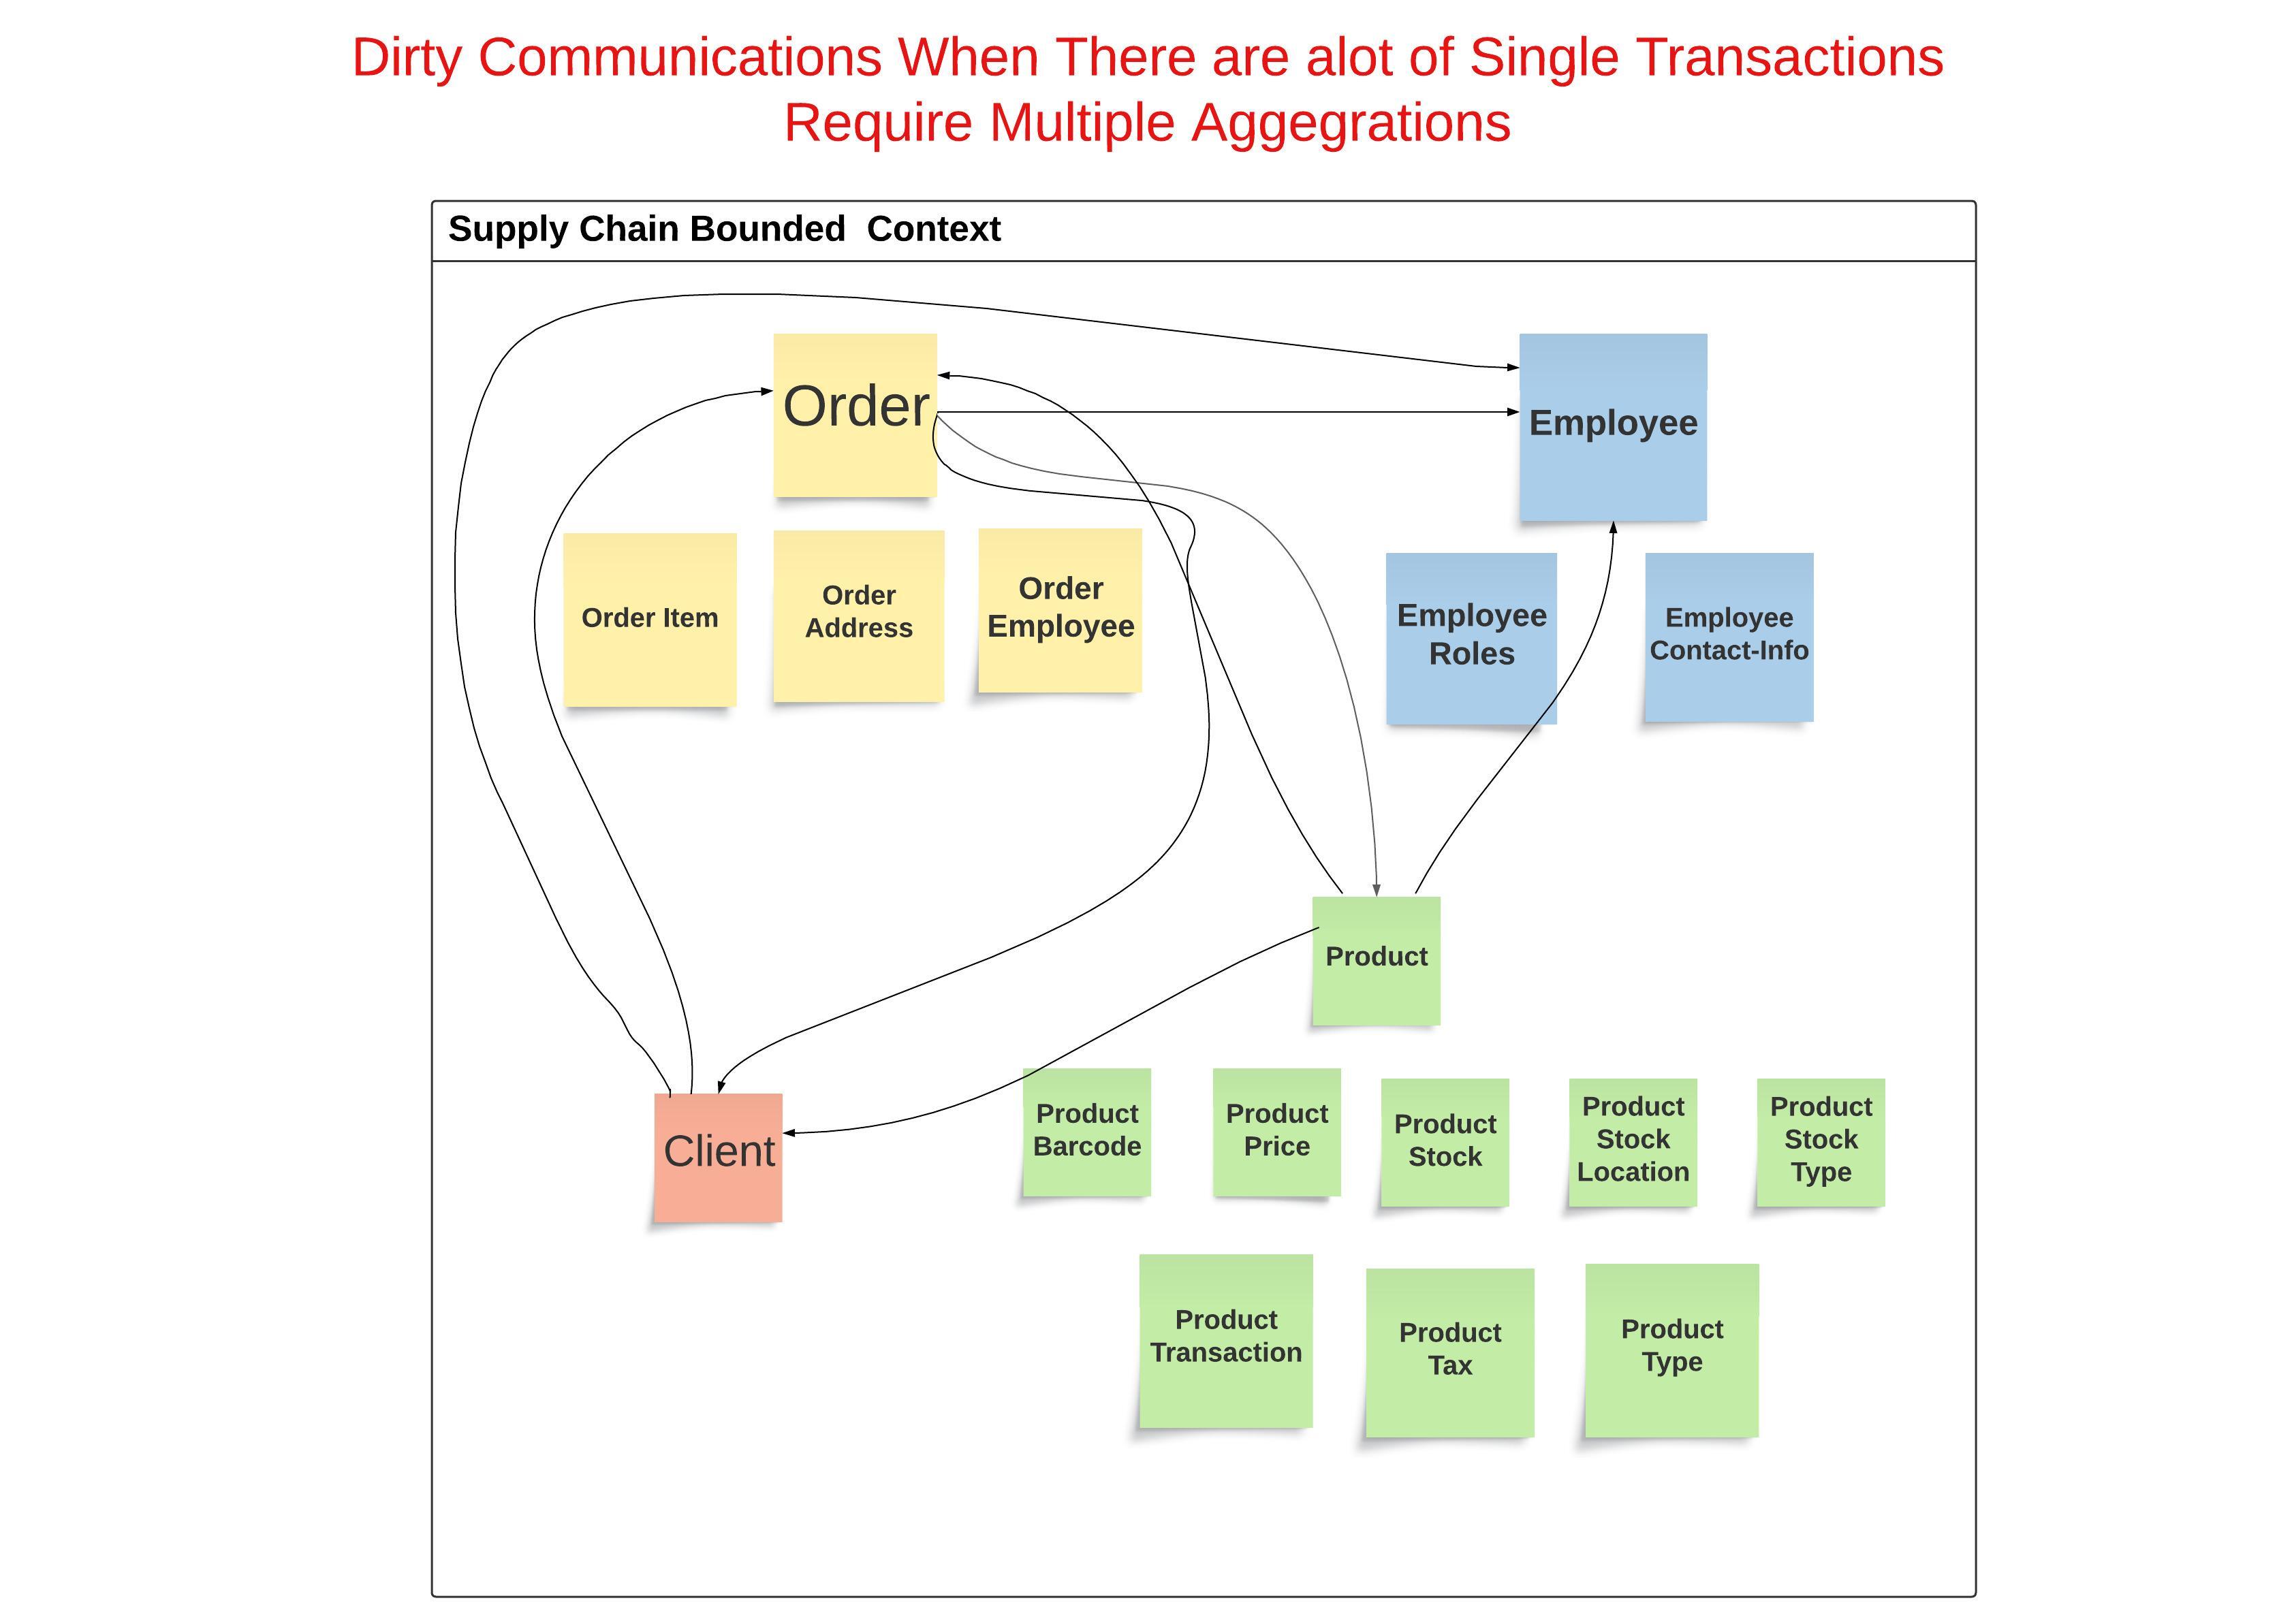 Dirty Communications When There are alot of Single Transactions
Require Multiple Aggegrations
Supply Chain Bounded  Context
Order
Employee
Order Item
Order
Address
Order
Employee
Employee
Roles
Employee
Contact-Info
Product
Client
Product
Barcode
Product
Price
Product
Stock
Product
Stock
Location
Product
Stock
Type
Product
Transaction
Product
Tax
Product
Type